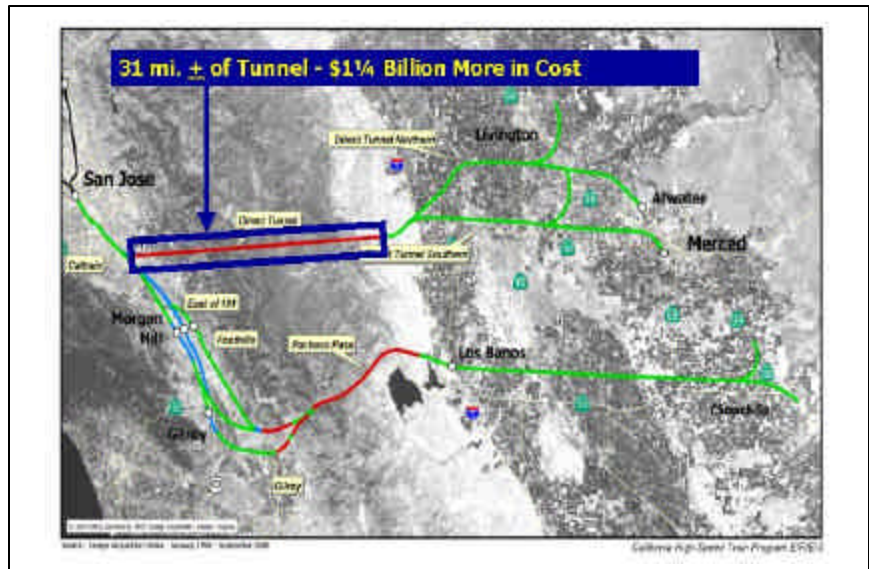 31 mi. + of Tunnel - $1¼ Billion More in Cost
Livingston
Direct Tunnel Northern
San Jose
Atwater
Direct Tunnel
Merced
Tunnel Southern
Caltrain
East of 101
Morgan
Hill
Foothills
Pacheco Pass
Los Banos
Gilroy
Gilroy
California High-Speed Train Program EIR/EIS